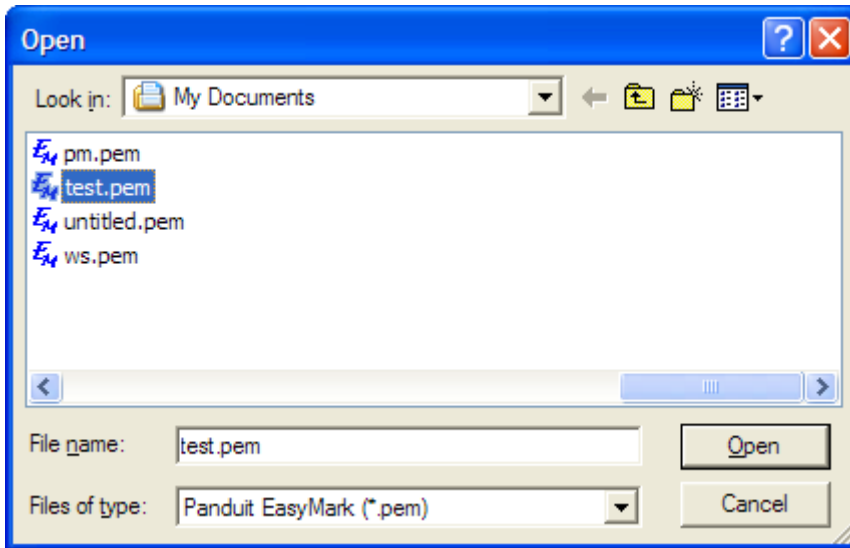 Open
Look in: My Documents
pm.pem
test.pem
untitled.pem
ws.pem
File name: test.pem Open
Files of type: Panduit EasyMark (*.pem) Cancel